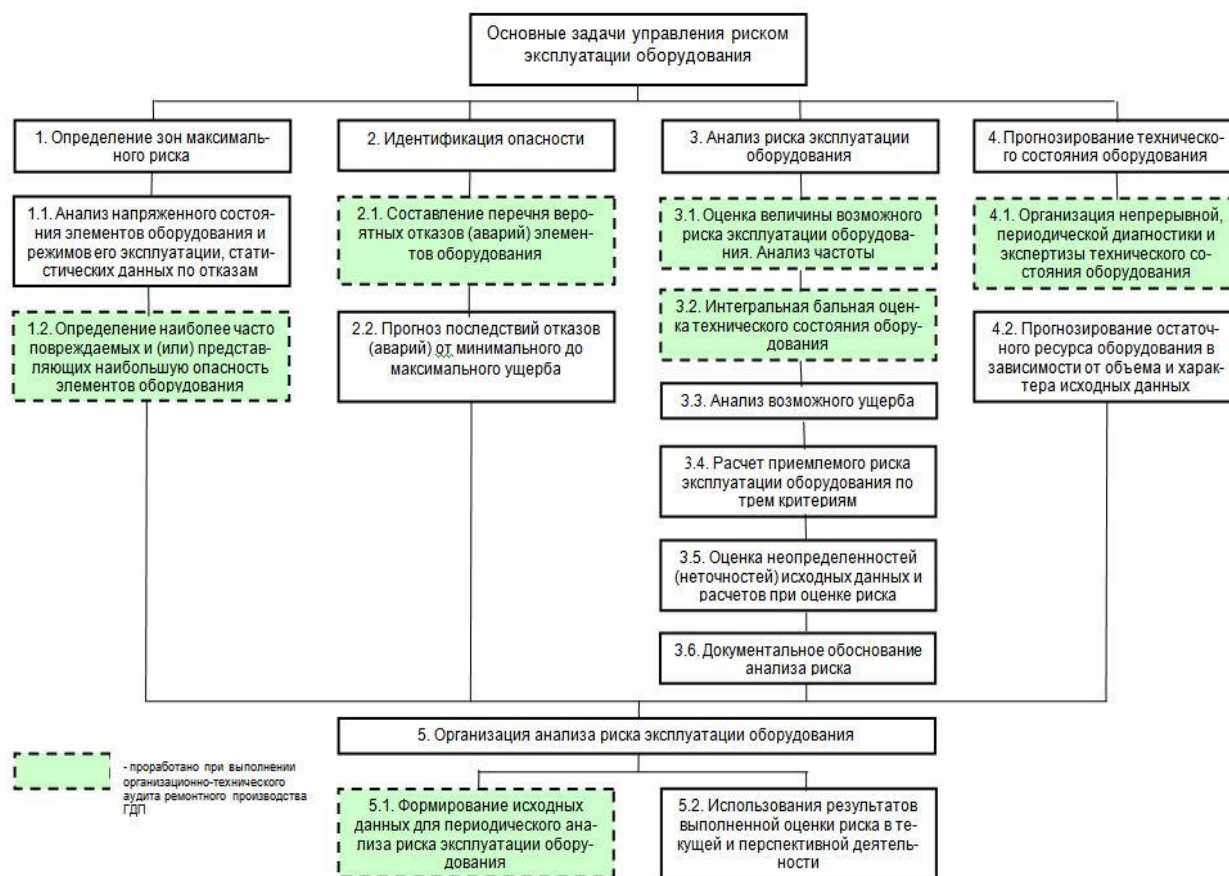 Основные задачи управления риском
эксплуатации оборудования
1. Определение зон максималь-
ного риска
2. Идентификация опасности
3. Анализ риска эксплуатации
оборудования
4. Прогнозирование техническо-
го состояния оборудования
1.1. Анализ напряженного состоя-
ния элементов оборудования и
режимов его эксплуатации, стати-
стических данных по отказам
2.1. Составление перечня веро-
ятных отказов (аварий) элемен-
тов оборудования
3.1. Оценка величины возможного
риска эксплуатации оборудова-
ния. Анализ частоты
4.1. Организация непрерывной,
периодической диагностики и
экспертизы технического со-
стояния оборудования
1.2. Определение наиболее часто
повреждаемых и (или) представ-
ляющих наибольшую опасность
элементов оборудования
2.2. Прогноз последствий отказов
(аварий) от минимального до
максимального ущерба
3.2. Интегральная бальная оцен-
ка технического состояния обору-
дования
4.2. Прогнозирование остаточ-
ного ресурса оборудования в
зависимости от объема и харак-
тера исходных данных
3.3. Анализ возможного ущерба
3.4. Расчет приемлемого риска
эксплуатации оборудования по
трем критериям
3.5. Оценка неопределенностей
(неточностей) исходных данных и
расчетов при оценке риска
3.6. Документальное обоснование
анализа риска
5. Организация анализа риска эксплуатации оборудования
- проработано при выполнении
организационно-технического
аудита ремонтного производства
ГДП
5.1. Формирование исходных
данных для периодического ана-
лиза риска эксплуатации обору-
дования
5.2. Использования результатов
выполненной оценки риска в те-
кущей и перспективной деятель-
ности